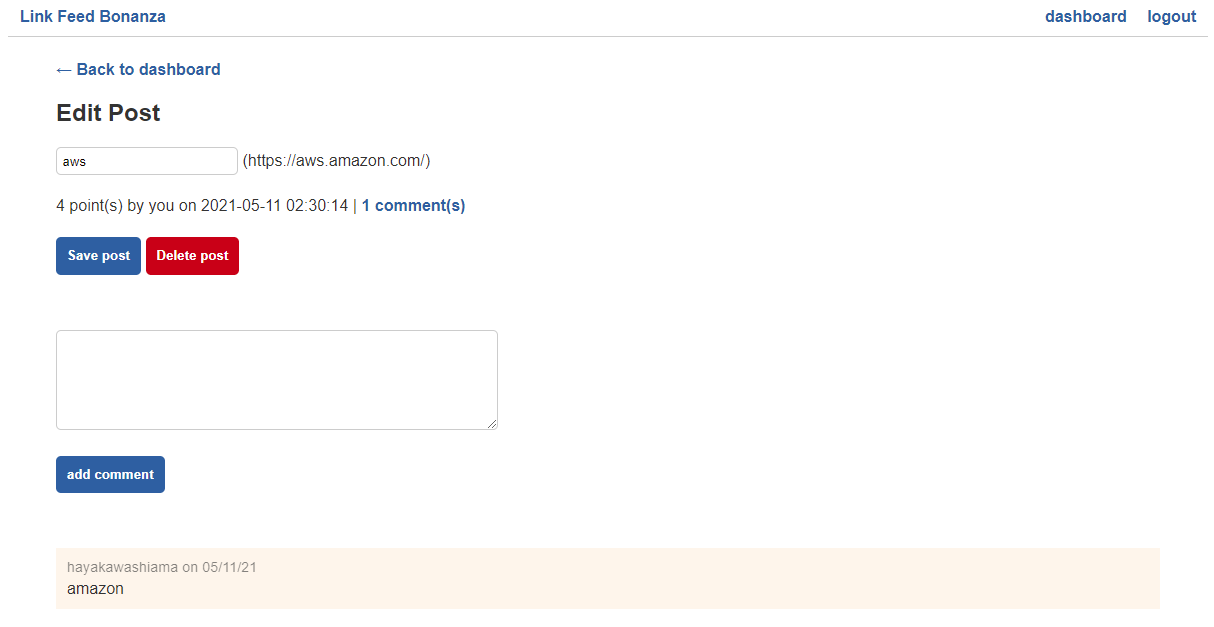 Link Feed Bonanza dashboard logout
← Back to dashboard
Edit Post
aws (https://aws.amazon.com/)
4 point(s) by you on 2021-05-11 02:30:14 | 1 comment(s)
Save post Delete post
add comment
hayakawashiama on 05/11/21
amazon